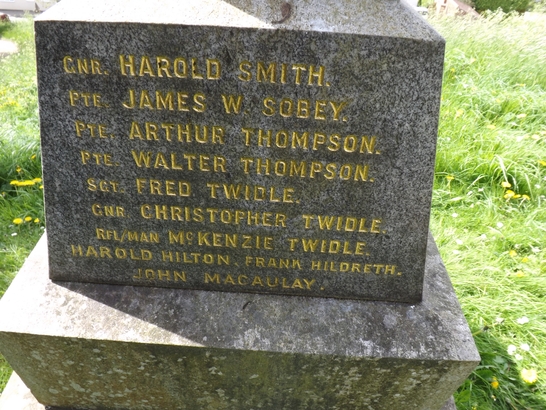 GNR. HAROLD SMITH.
PTE. JAMES W. SOBEY.
PTE. ARTHUR THOMPSON.
PTE. WALTER THOMPSON.
SGT. FRED TWIDLE.
GNR CHRISTOPHER TWIDLE.
RFL/MAN MCKENZIE TWIDLE.
HAROLD HILTON. FRANK HILDRETH.
JOHN MACAULAY.